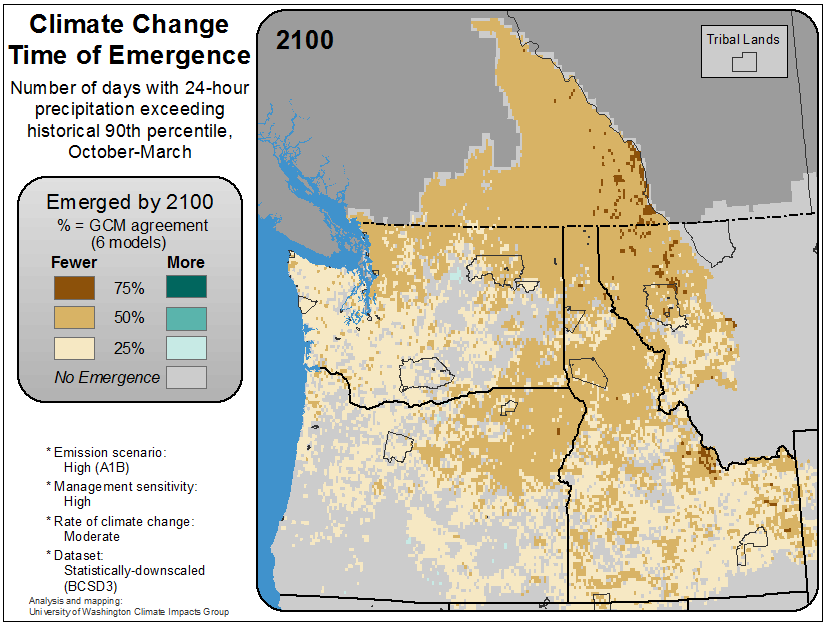 Climate Change
Time of Emergence
Number of days with 24-hour
precipitation exceeding
historical 90th percentile,
October-March
Emerged by 2100
% = GCM agreement
(6 models)
Fewer More
75%
50%
25%
No Emergence
* Emission scenario:
High (A1B)
* Management sensitivity:
High
* Rate of climate change:
Moderate
* Dataset:
Statistically-downscaled
(BCSD3)
Analysis and mapping:
University of Washington Climate Impacts Group
2100
Tribal Lands